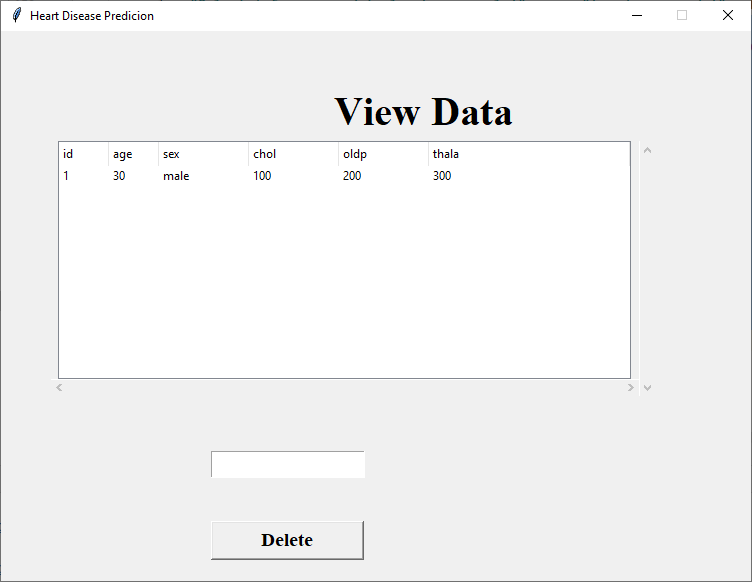 Heart Disease Predicion
View Data
id age sex chol oldp thala
1 30 male 100 200 300
Delete